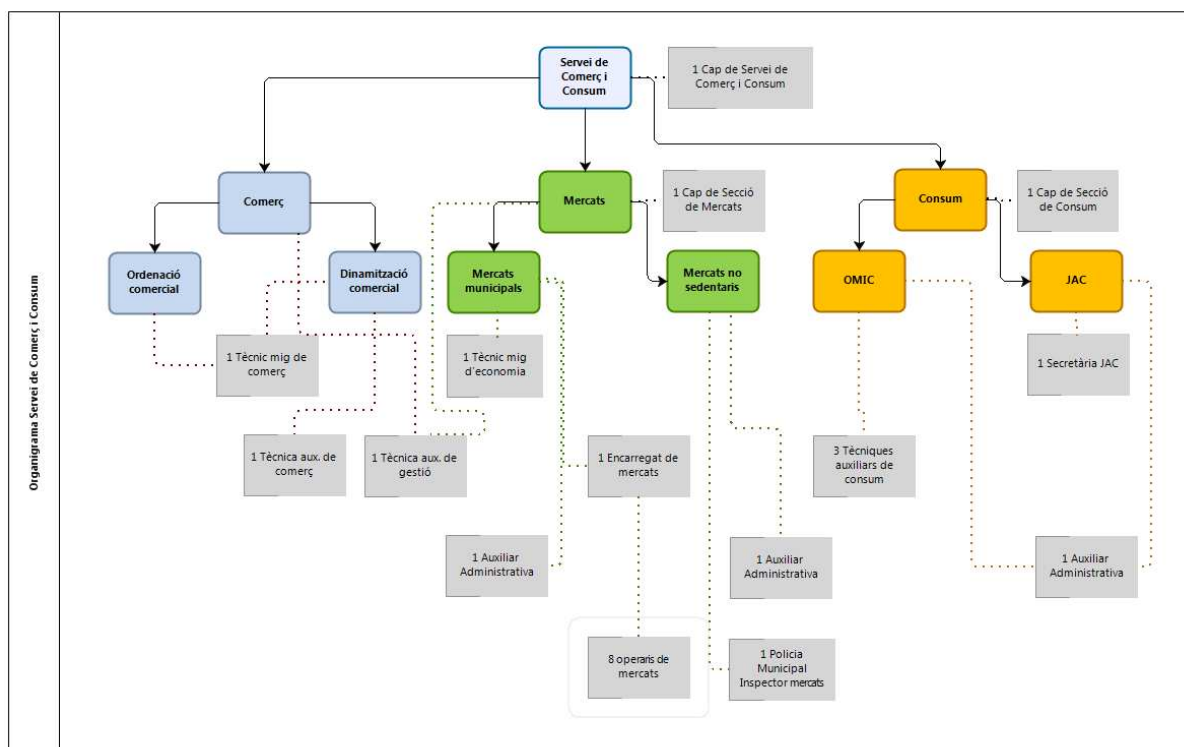 Organigrama Servei de Comerç i Consum
Servei de
Comerç i
Consum
1 Cap de Servei de
Comerç i Consum
Comerç
Mercats
1 Cap de Secció
de Mercats
Consum
1 Cap de Secció
de Consum
Ordenació
comercial
Dinamització
comercial
Mercats
municipals
Mercats no
sedentaris
OMIC
JAC
1 Tècnic mig de
comerç
1 Tècnic mig
d'economia
1 Secretària JAC
1 Tècnica aux. de
comerç
1 Tècnica aux. de
gestió
1 Encarregat de
mercats
3 Tècniques
auxiliars de
consum
1 Auxiliar
Administrativa
1 Auxiliar
Administrativa
1 Auxiliar
Administrativa
8 operaris de
mercats
1 Policia
Municipal
Inspector mercats